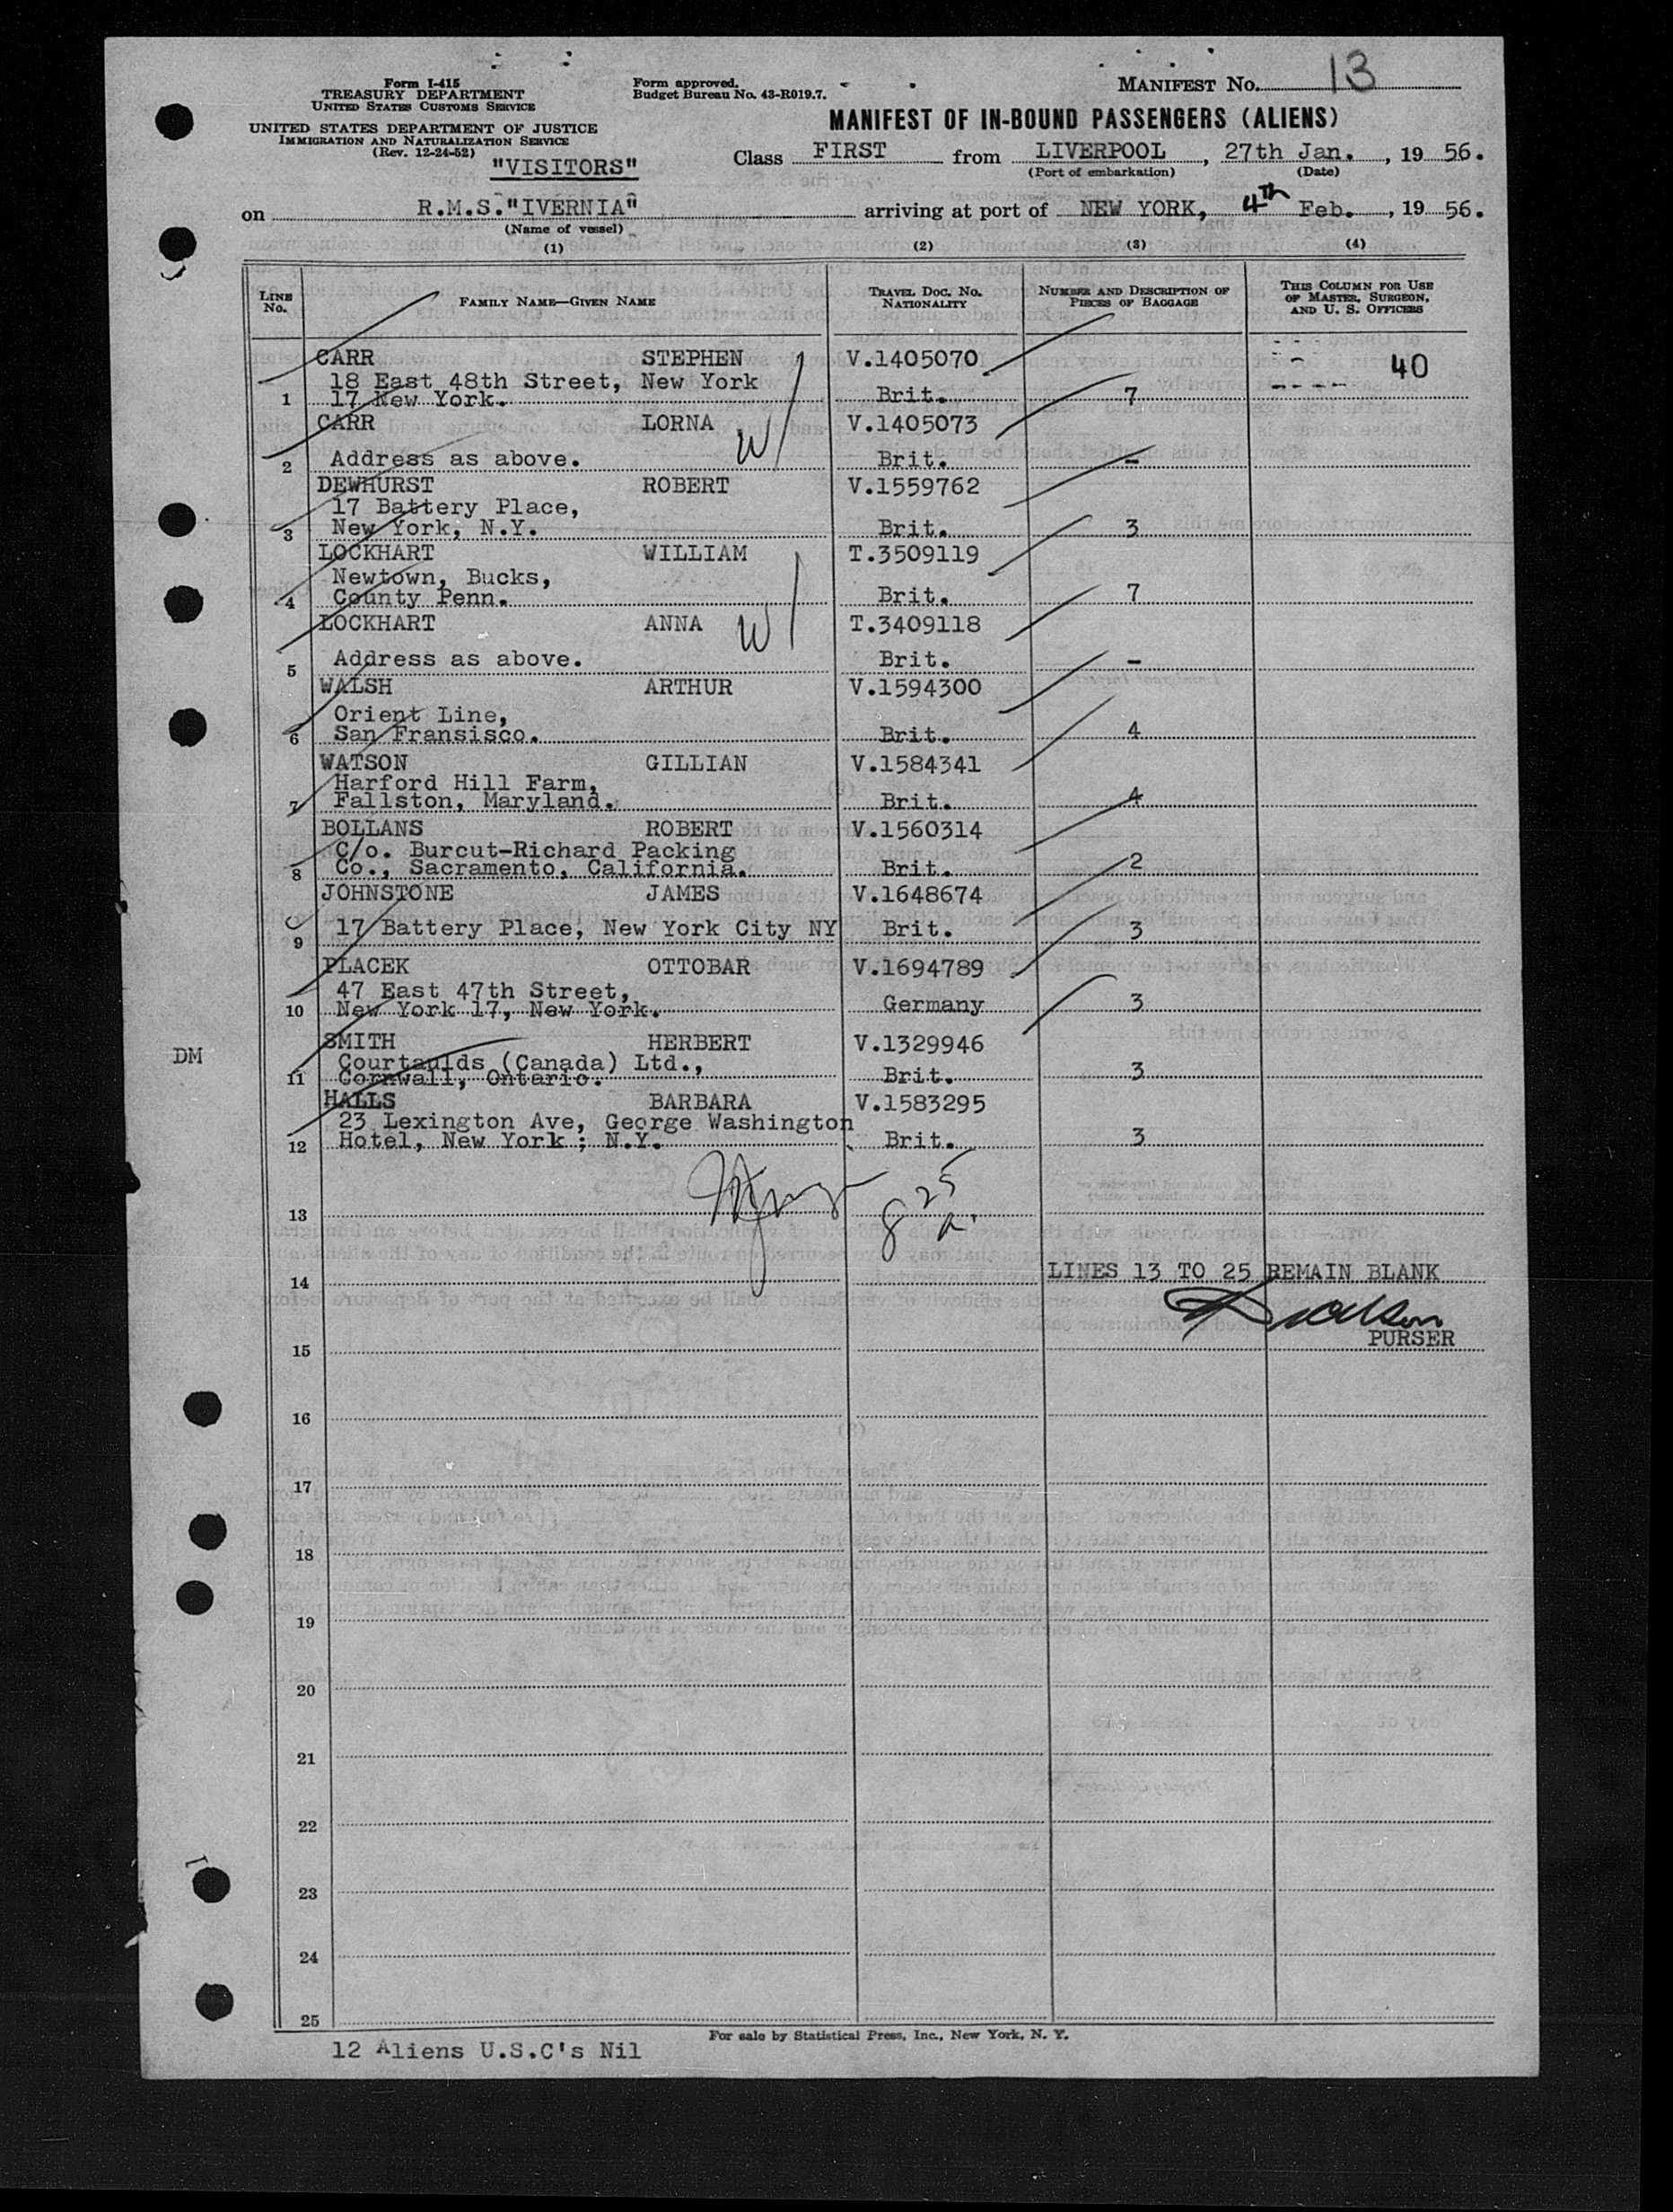 Form I-415
TREASURY DEPARTMENT
UNITED STATES CUSTOMS SERVICE
UNITED STATES DEPARTMENT OF JUSTICE
IMMIGRATION AND NATURALIZATION SERVICE
(Rev. 12-24-52)
"VISITORS"
Form approved.
Budget Bureau No. 43-R019.7.
MANIFEST No. 13
MANIFEST OF IN-BOUND PASSENGERS (ALIENS)
Class FIRST from LIVERPOOL, 27th Jan., 19 56.
(Port of embarkation) (Date)
on R.M.S."IVERNIA" arriving at port of NEW YORK, 4th Feb., 19 56.
(Name of vessel)
(1) (2) (3) (4)
LINE No. FAMILY NAME—GIVEN NAME TRAVEL DOC. No. NATIONALITY NUMBER AND DESCRIPTION OF PIECES OF BAGGAGE THIS COLUMN FOR USE OF MASTER, SURGEON, AND U. S. OFFICERS
CARR STEPHEN V.1405070 40
18 East 48th Street, New York
1 17 New York. Brit. 7
CARR LORNA W V.1405073
2 Address as above. Brit. -
DEWHURST ROBERT V.1559762
17 Battery Place,
3 New York, N.Y. Brit. 3
LOCKHART WILLIAM T.3509119
Newtown, Bucks,
4 County Penn. Brit. 7
LOCKHART ANNA W T.3409118
5 Address as above. Brit. -
WALSH ARTHUR V.1594300
Orient Line,
6 San Fransisco. Brit. 4
WATSON GILLIAN V.1584341
Harford Hill Farm,
7 Fallston, Maryland. Brit. 4
BOLLANS ROBERT V.1560314
C/o. Burcut-Richard Packing
8 Co., Sacramento, California. Brit. 2
JOHNSTONE JAMES V.1648674
9 17 Battery Place, New York City NY Brit. 3
PLACEK OTTOBAR V.1694789
47 East 47th Street,
10 New York 17, New York. Germany 3
SMITH HERBERT V.1329946
DM
Courtaulds (Canada) Ltd.,
11 Cornwall, Ontario. Brit. 3
HALLS BARBARA V.1583295
23 Lexington Ave, George Washington
12 Hotel, New York ; N.Y. Brit. 3
8 25
13
14 LINES 13 TO 25 REMAIN BLANK
PURSER
15
16
17
18
19
20
21
22
23
24
25
For sale by Statistical Press, Inc., New York, N. Y.
12 Aliens U.S.C's Nil